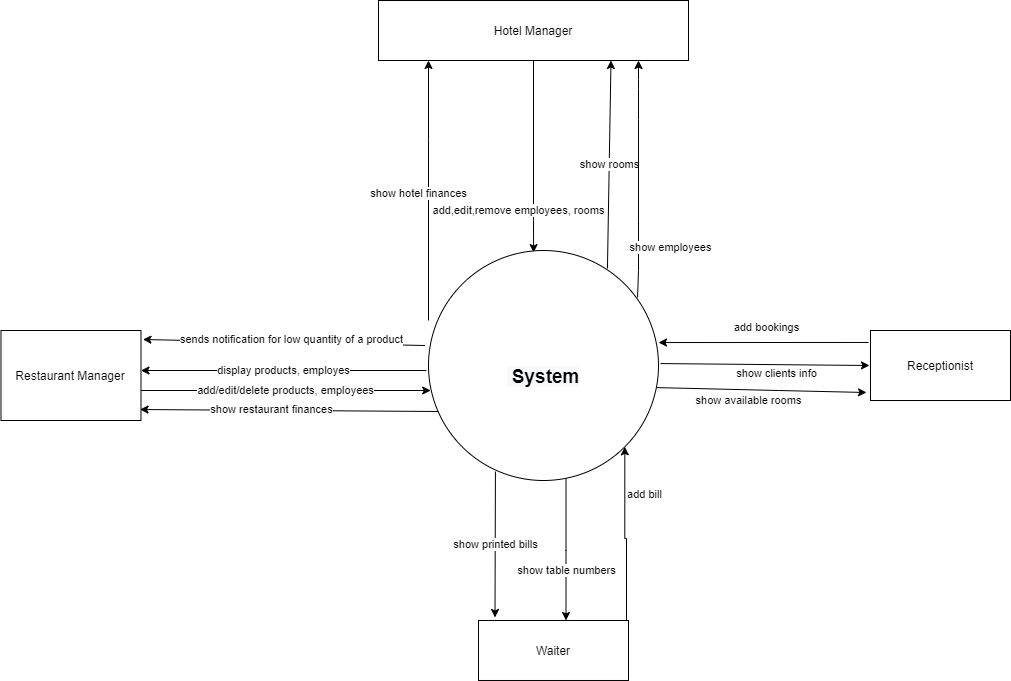 Hotel Manager
show rooms
show hotel finances
add,edit,remove employees, rooms
show employees
add bookings
sends notification for low quantity of a product
Restaurant Manager
display products, employes
System
Receptionist
show clients info
add/edit/delete products, employees
show available rooms
show restaurant finances
add bill
show printed bills
show table numbers
Waiter